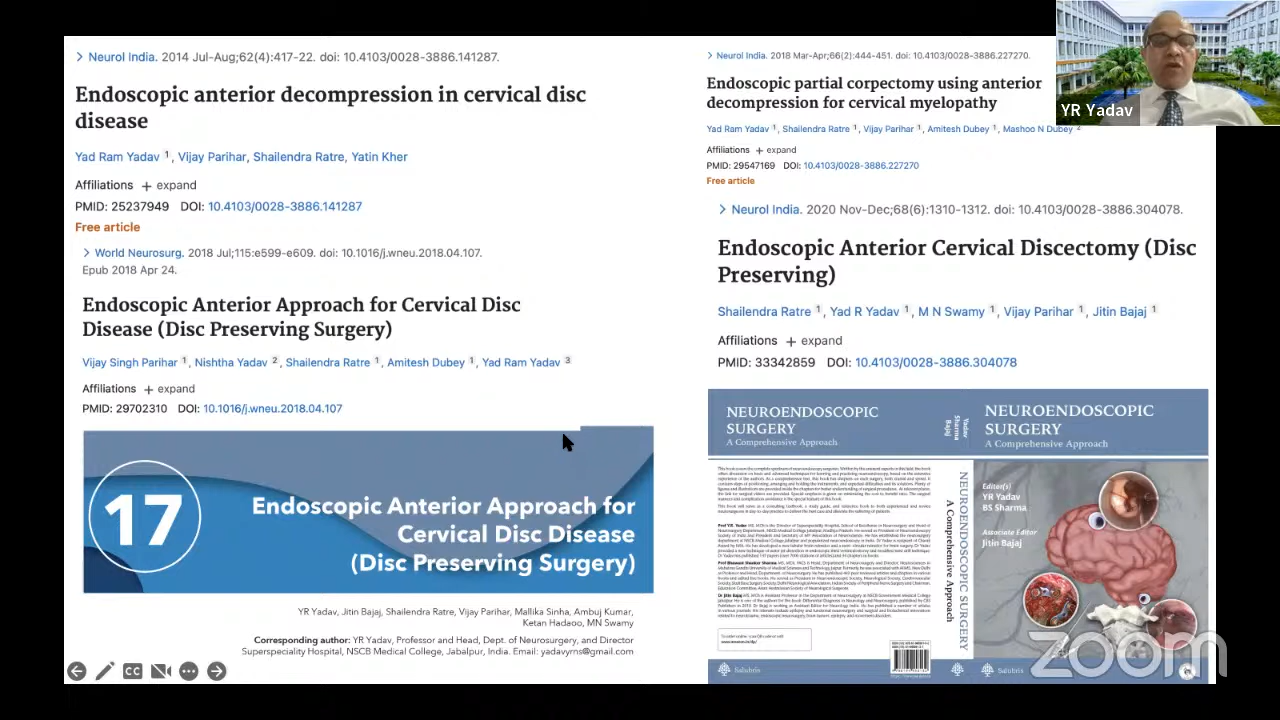 Neurol India. 2014 Jul-Aug;62(4):417-22. doi: 10.4103/0028-3886.141287.
Endoscopic anterior decompression in cervical disc
disease
Yad Ram Yadav 1, Vijay Parihar, Shailendra Ratre, Yatin Kher
Affiliations + expand
PMID: 25237949 DOI: 10.4103/0028-3886.141287
Free article
World Neurosurg. 2018 Jul;115:e599-e609. doi: 10.1016/j.wneu.2018.04.107.
Epub 2018 Apr 24.
Endoscopic Anterior Approach for Cervical Disc
Disease (Disc Preserving Surgery)
Vijay Singh Parihar 1, Nishtha Yadav 2, Shailendra Ratre 1, Amitesh Dubey 1, Yad Ram Yadav 3
Affiliations + expand
PMID: 29702310 DOI: 10.1016/j.wneu.2018.04.107
17
Endoscopic Anterior Approach for
Cervical Disc Disease
(Disc Preserving Surgery)
YR Yadav, Jitin Bajaj, Shailendra Ratre, Vijay Parihar, Mallika Sinha, Ambuj Kumar,
Ketan Hadaoo, MN Swamy
Corresponding author: YR Yadav, Professor and Head, Dept. of Neurosurgery, and Director
Superspeciality Hospital, NSCB Medical College, Jabalpur, India. Email: yadavyrns@gmail.com
CC
Neurol India. 2018 Mar-Apr;66(2):444-451. doi: 10.4103/0028-3886.227270.
Endoscopic partial corpectomy using anterior
decompression for cervical myelopathy
Yad Ram Yadav 1, Shailendra Ratre 1, Vijay Parihar 1, Amitesh Dubey 1, Mashoo N Dubey 2
Affiliations + expand
PMID: 29547169 DOI: 10.4103/0028-3886.227270
Free article
Neurol India. 2020 Nov-Dec;68(6):1310-1312. doi: 10.4103/0028-3886.304078.
Endoscopic Anterior Cervical Discectomy (Disc
Preserving)
Shailendra Ratre 1, Yad R Yadav 1, M N Swamy 1, Vijay Parihar 1, Jitin Bajaj 1
Affiliations + expand
PMID: 33342859 DOI: 10.4103/0028-3886.304078
NEUROENDOSCOPIC
SURGERY
A Comprehensive Approach
Yadav
Sharma
Bajaj
NEUROENDOSCOPIC
SURGERY
A Comprehensive Approach
NEUROENDOSCOPIC SURGERY
A Comprehensive Approach
Editor(s)
YR Yadav
BS Sharma
Associate Editor
Jitin Bajaj
Salubris
Salubris
YR Yadav
zoom